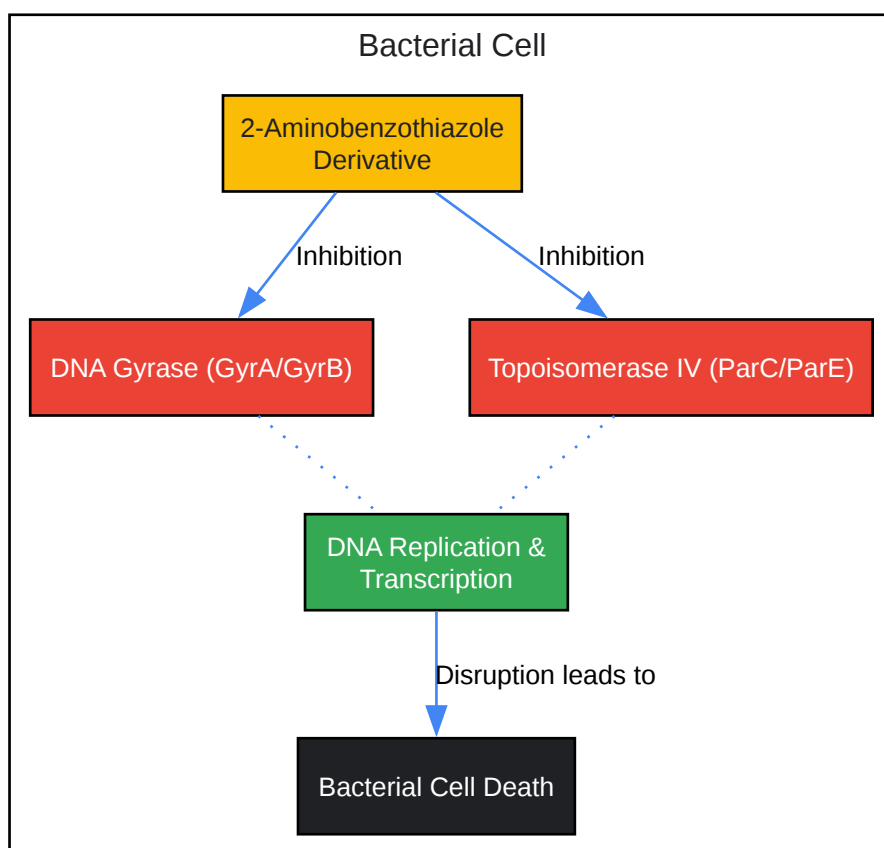 Bacterial Cell
2-Aminobenzothiazole
Derivative
Inhibition
Inhibition
DNA Gyrase (GyrA/GyrB)
Topoisomerase IV (ParC/ParE)
DNA Replication &
Transcription
Disruption leads to
Bacterial Cell Death